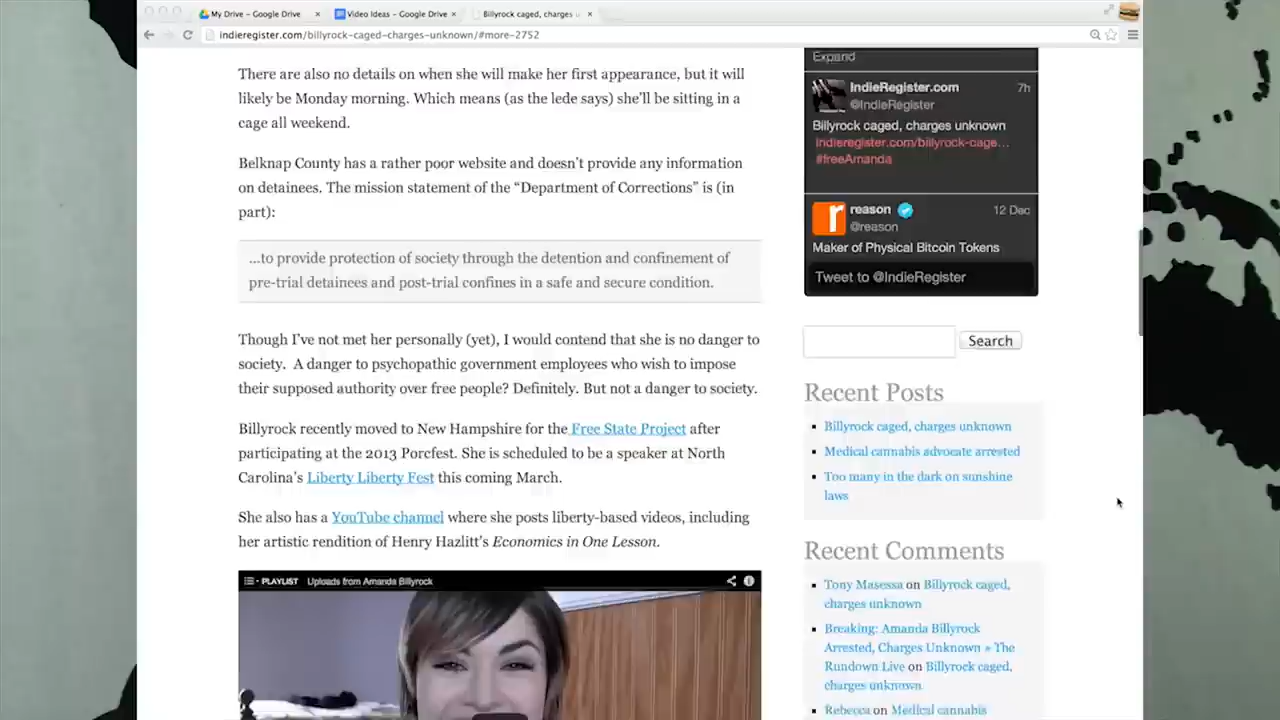 My Drive – Google Drive
Video Ideas – Google Drive
Billyrock caged, charges u
indieregister.com/billyrock-caged-charges-unknown/#more-2752
There are also no details on when she will make her first appearance, but it will
likely be Monday morning. Which means (as the lede says) she’ll be sitting in a
cage all weekend.
Belknap County has a rather poor website and doesn’t provide any information
on detainees. The mission statement of the “Department of Corrections” is (in
part):
…to provide protection of society through the detention and confinement of
pre-trial detainees and post-trial confines in a safe and secure condition.
Though I’ve not met her personally (yet), I would contend that she is no danger to
society.  A danger to psychopathic government employees who wish to impose
their supposed authority over free people? Definitely. But not a danger to society.
Billyrock recently moved to New Hampshire for the Free State Project after
participating at the 2013 Porcfest. She is scheduled to be a speaker at North
Carolina’s Liberty Liberty Fest this coming March.
She also has a YouTube channel where she posts liberty-based videos, including
her artistic rendition of Henry Hazlitt’s Economics in One Lesson.
PLAYLIST Uploads from Amanda Billyrock
Expand
IndieRegister.com 7h
@IndieRegister
Billyrock caged, charges unknown
indieregister.com/billyrock-cage…
#freeAmanda
r
reason 12 Dec
@reason
Maker of Physical Bitcoin Tokens
Tweet to @IndieRegister
Search
Recent Posts
Billyrock caged, charges unknown
Medical cannabis advocate arrested
Too many in the dark on sunshine
laws
Recent Comments
Tony Masessa on Billyrock caged,
charges unknown
Breaking: Amanda Billyrock
Arrested, Charges Unknown » The
Rundown Live on Billyrock caged,
charges unknown
Rebecca on Medical cannabis